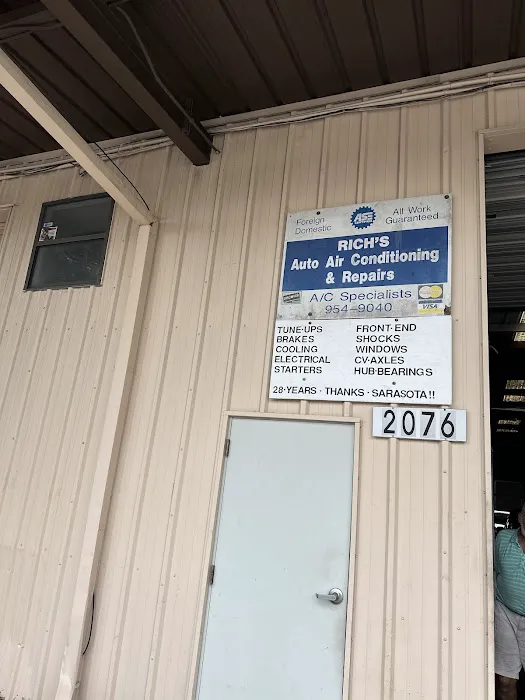 Foreign
Domestic
ASE
All Work
Guaranteed
RICH'S
Auto Air Conditioning
& Repairs
A/C Specialists
954-9040
VISA
TUNE-UPS
BRAKES
COOLING
ELECTRICAL
STARTERS
FRONT-END
SHOCKS
WINDOWS
CV-AXLES
HUB-BEARINGS
28-YEARS · THANKS · SARASOTA!!
2076